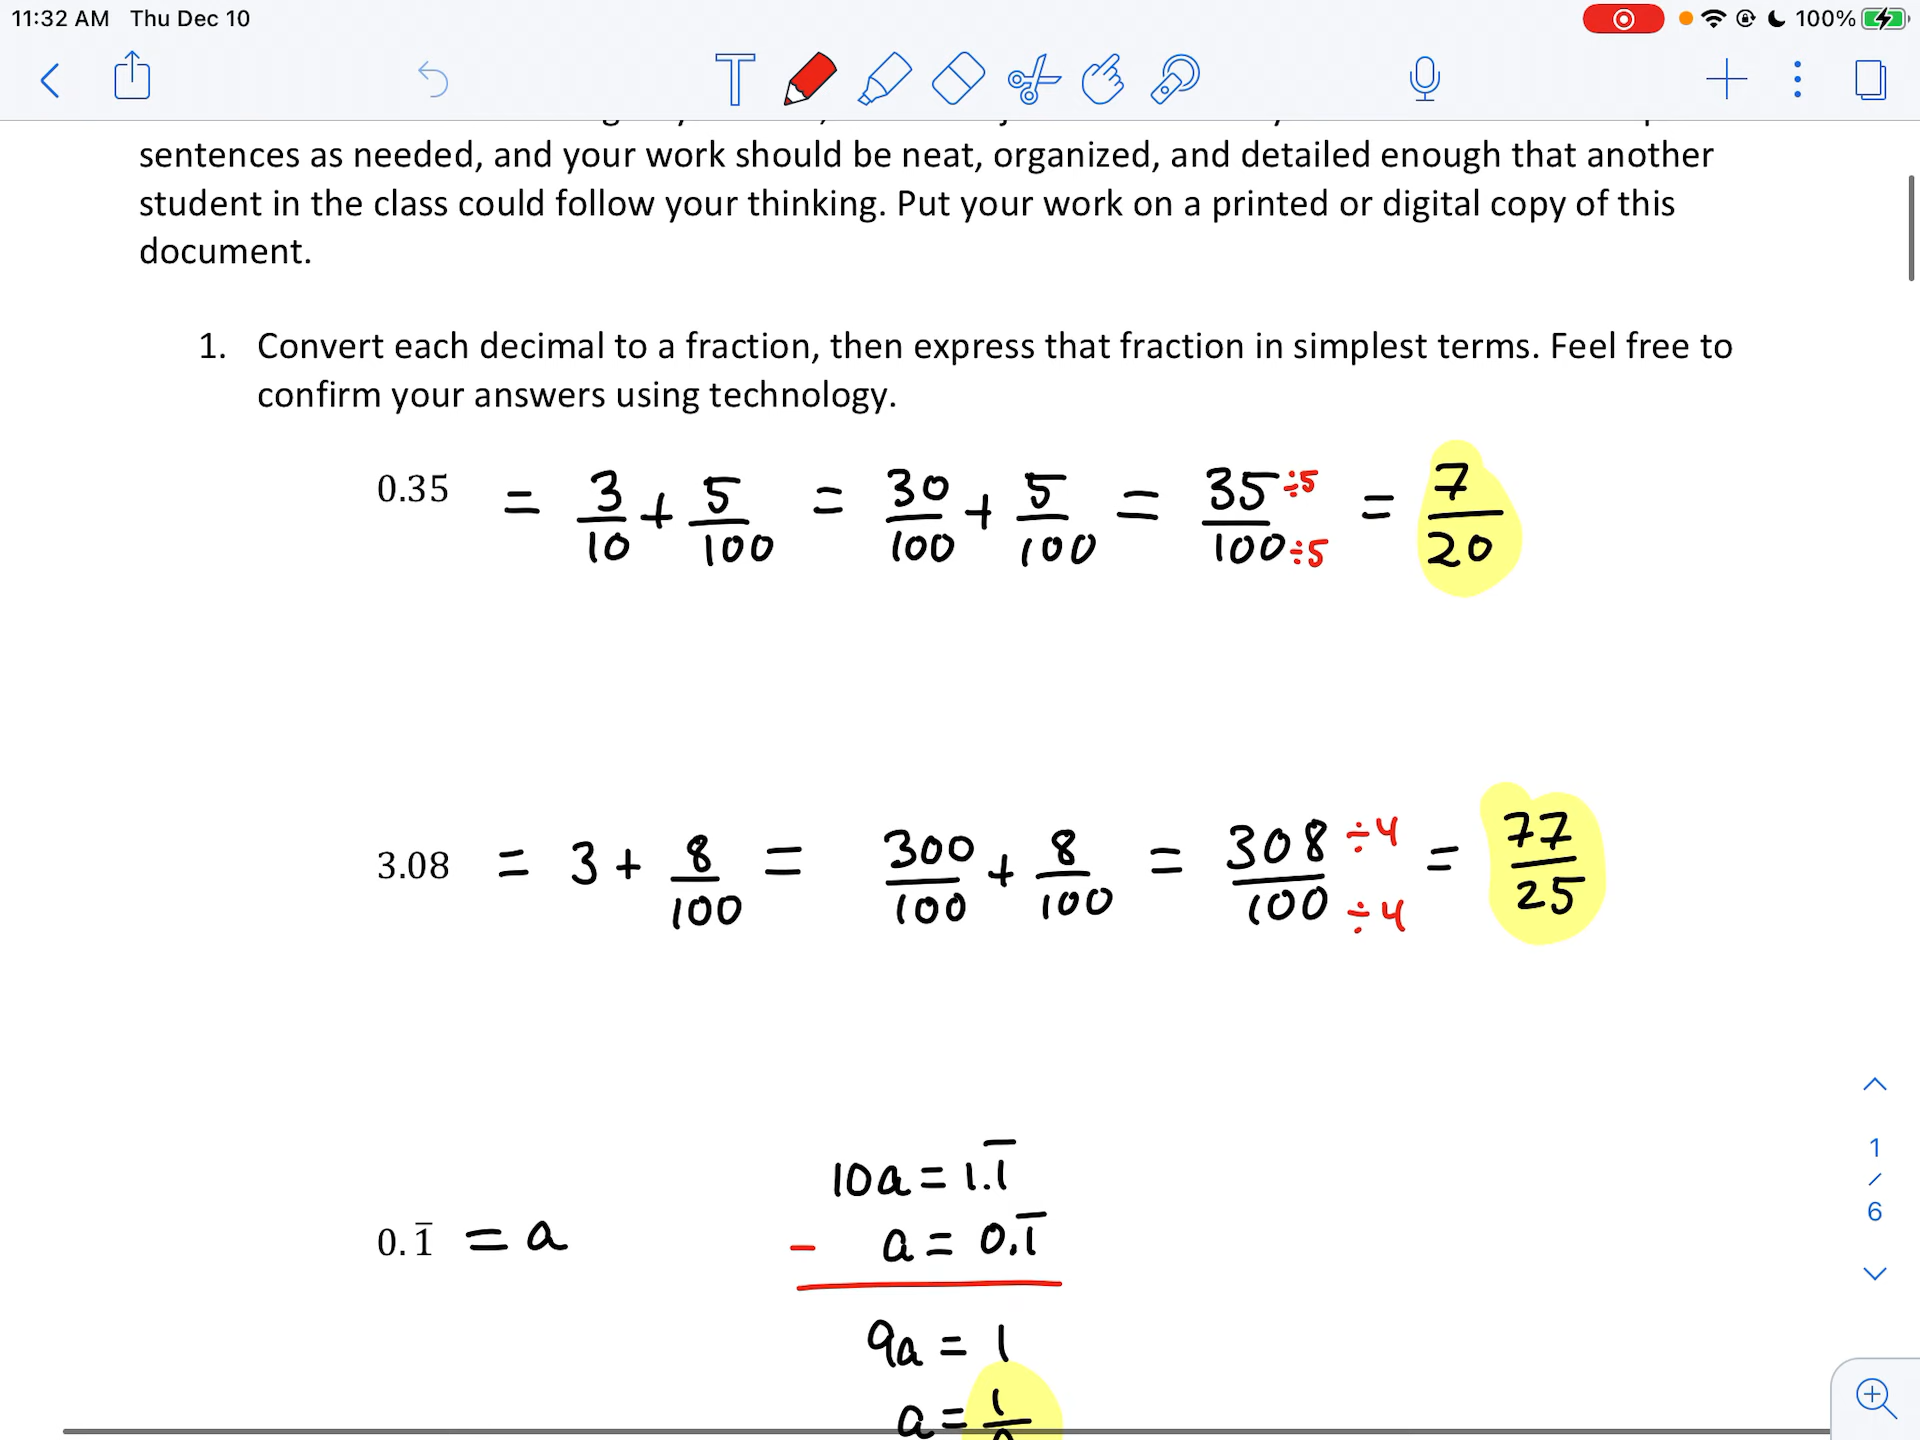 11:32 AM Thu Dec 10 100%
sentences as needed, and your work should be neat, organized, and detailed enough that another
student in the class could follow your thinking. Put your work on a printed or digital copy of this
document.
1. Convert each decimal to a fraction, then express that fraction in simplest terms. Feel free to
confirm your answers using technology.
0.35 = 3/10 + 5/100 = 30/100 + 5/100 = 35÷5/100÷5 = 7/20
3.08 = 3 + 8/100 = 300/100 + 8/100 = 308÷4/100÷4 = 77/25
10a = 1.1̅
0.1̅ = a
- a = 0.1̅
9a = 1
a = 1
1
/
6